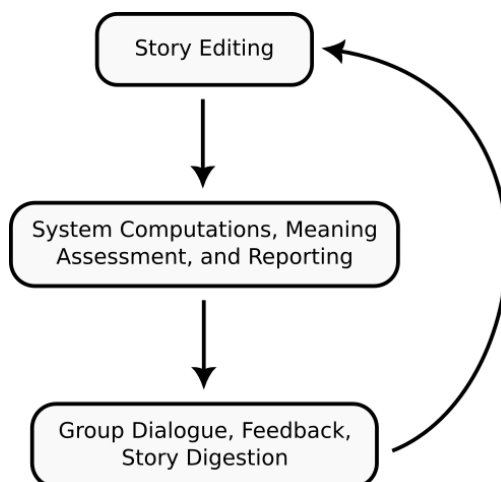 Story Editing
System Computations, Meaning
Assessment, and Reporting
Group Dialogue, Feedback,
Story Digestion